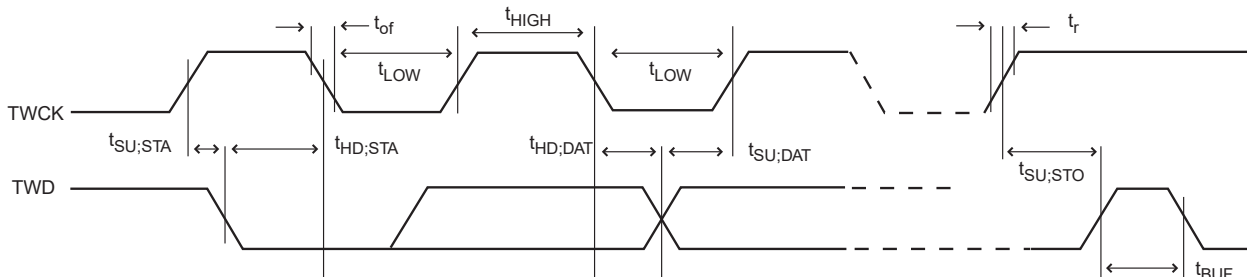 t_of
t_HIGH
t_r
t_LOW
t_LOW
TWCK
t_SU;STA
t_HD;STA
t_HD;DAT
t_SU;DAT
t_SU;STO
TWD
t_BUF